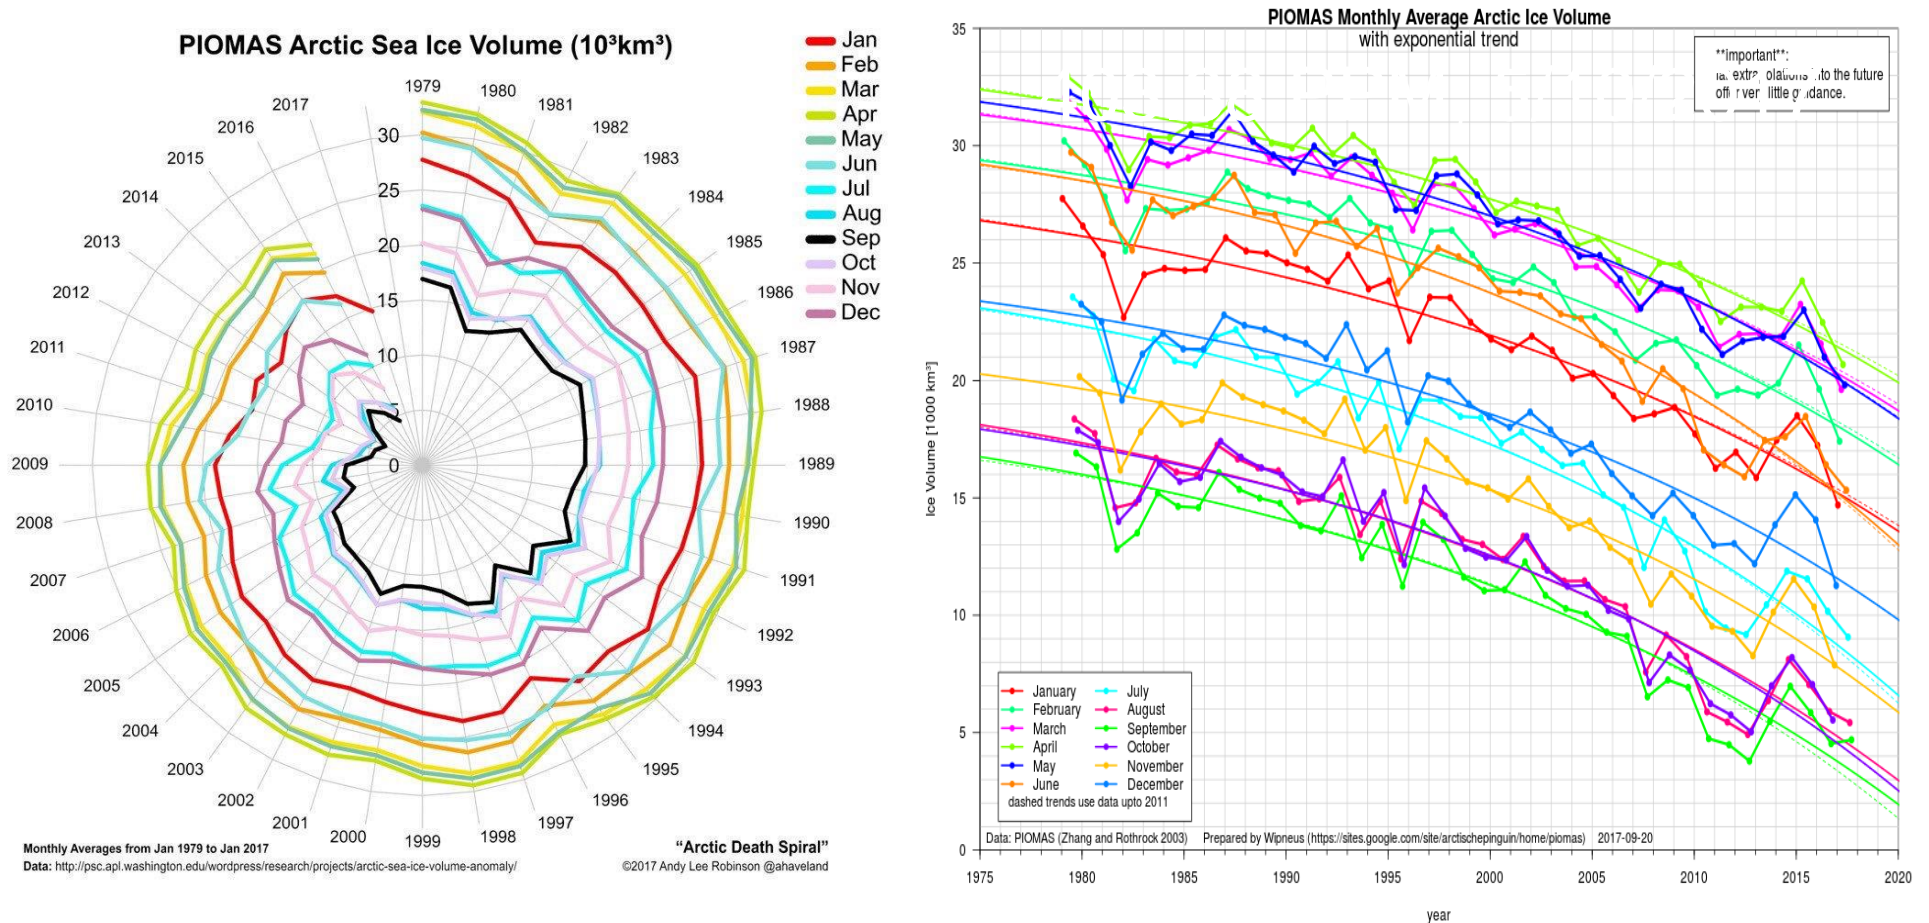 PIOMAS Arctic Sea Ice Volume (10³km³)
Jan
Feb
Mar
Apr
May
Jun
Jul
Aug
Sep
Oct
Nov
Dec
1979
1980
1981
1982
1983
1984
1985
1986
1987
1988
1989
1990
1991
1992
1993
1994
1995
1996
1997
1998
1999
2000
2001
2002
2003
2004
2005
2006
2007
2008
2009
2010
2011
2012
2013
2014
2015
2016
2017
30
25
20
15
10
5
0
Monthly Averages from Jan 1979 to Jan 2017
Data: http://psc.apl.washington.edu/wordpress/research/projects/arctic-sea-ice-volume-anomaly/
"Arctic Death Spiral"
©2017 Andy Lee Robinson @ahaveland
PIOMAS Monthly Average Arctic Ice Volume
with exponential trend
**important**:
the future
little
Ice Volume [1000 km³]
35
30
25
20
15
10
5
0
January
February
March
April
May
June
July
August
September
October
November
December
dashed trends use data upto 2011
Data: PIOMAS (Zhang and Rothrock 2003) Prepared by Wipneus (https://sites.google.com/site/arctischepinguin/home/piomas) 2017-09-20
1975
1980
1985
1990
1995
2000
2005
2010
2015
2020
year